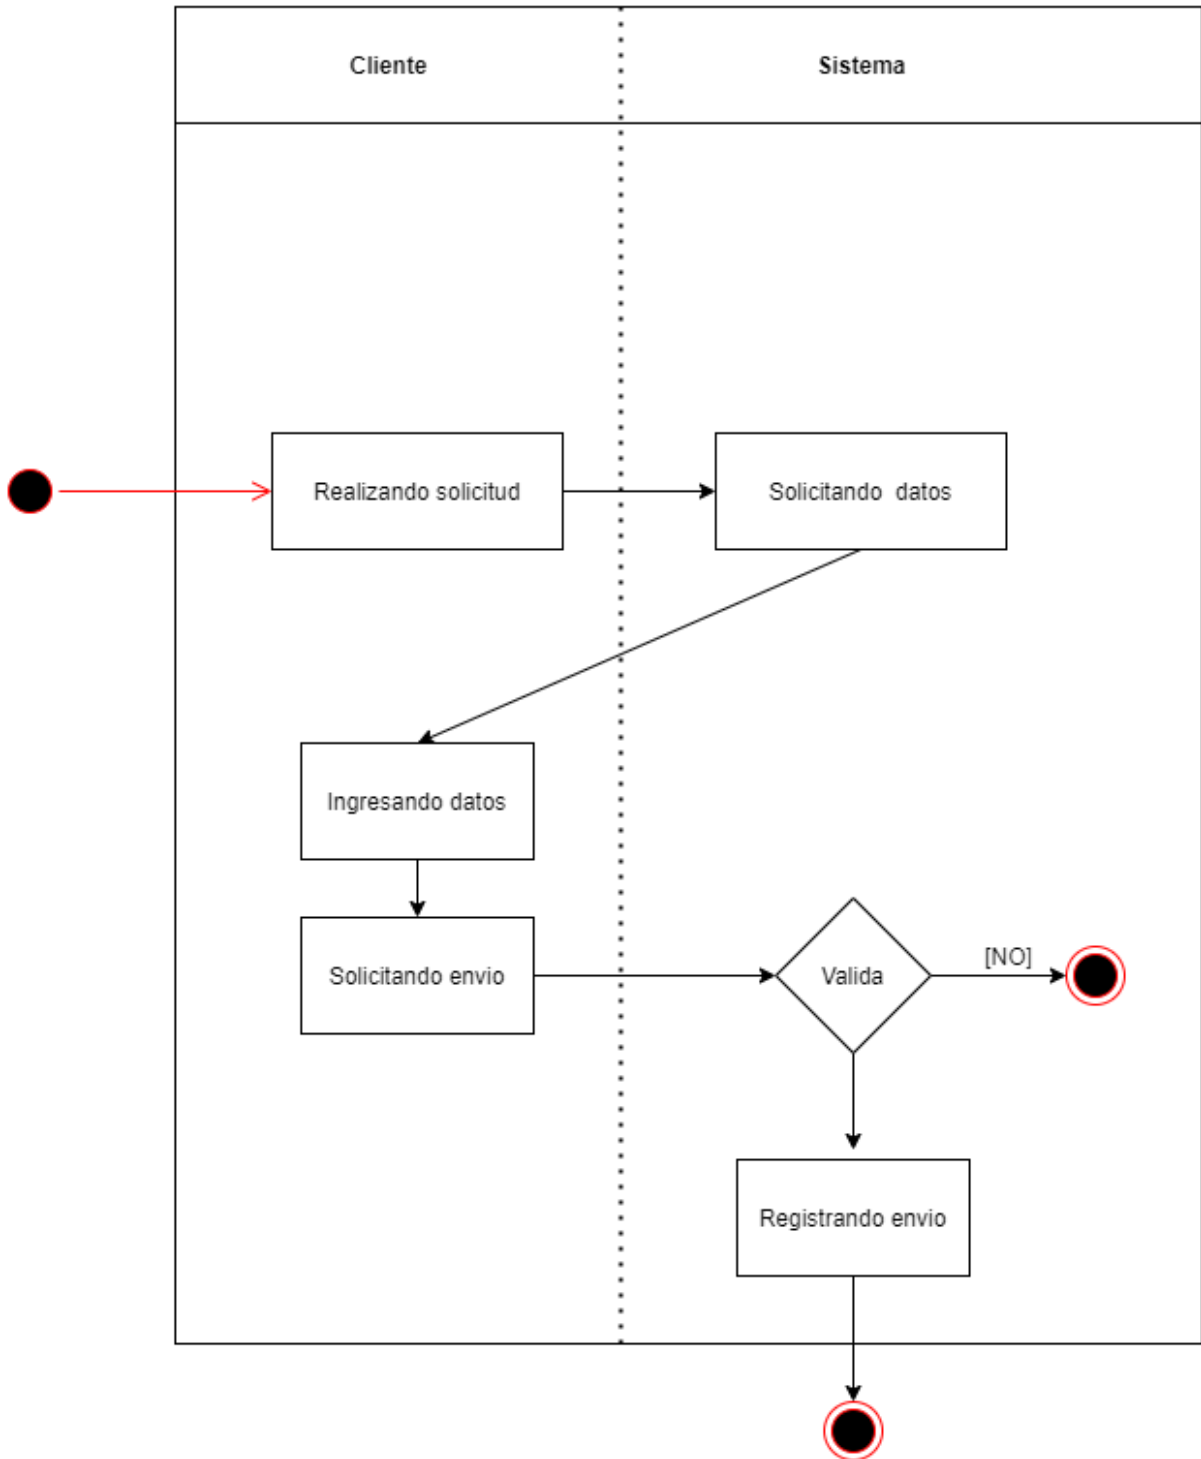 Cliente
Sistema
Realizando solicitud
Solicitando datos
Ingresando datos
Solicitando envio
Valida
[NO]
Registrando envio